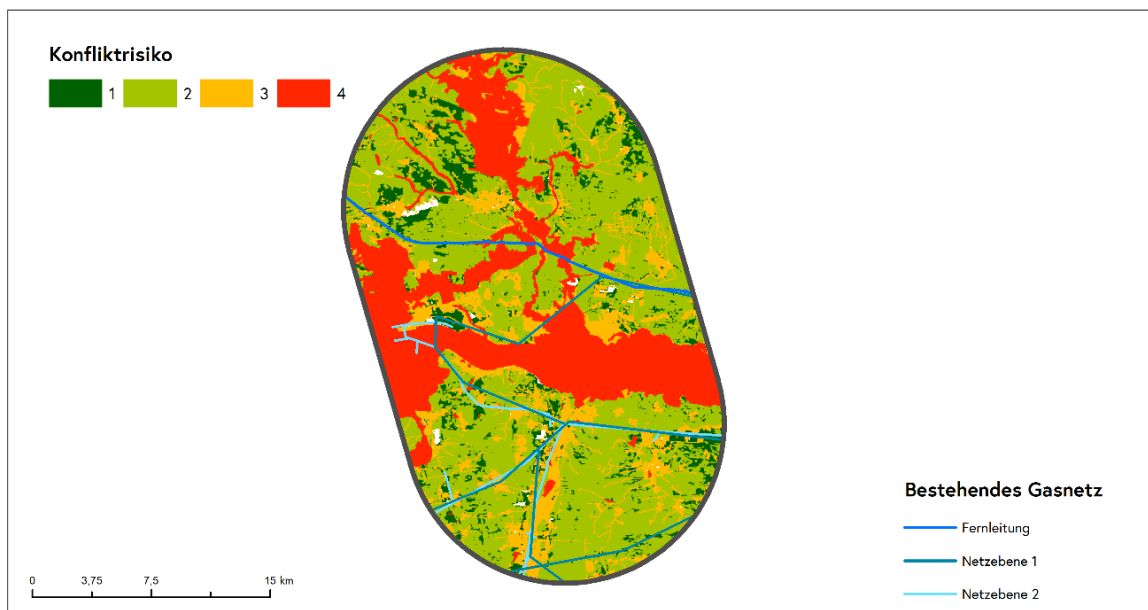 Konfliktrisiko
1 2 3 4
Bestehendes Gasnetz
Fernleitung
Netzebene 1
Netzebene 2
0 3,75 7,5 15 km